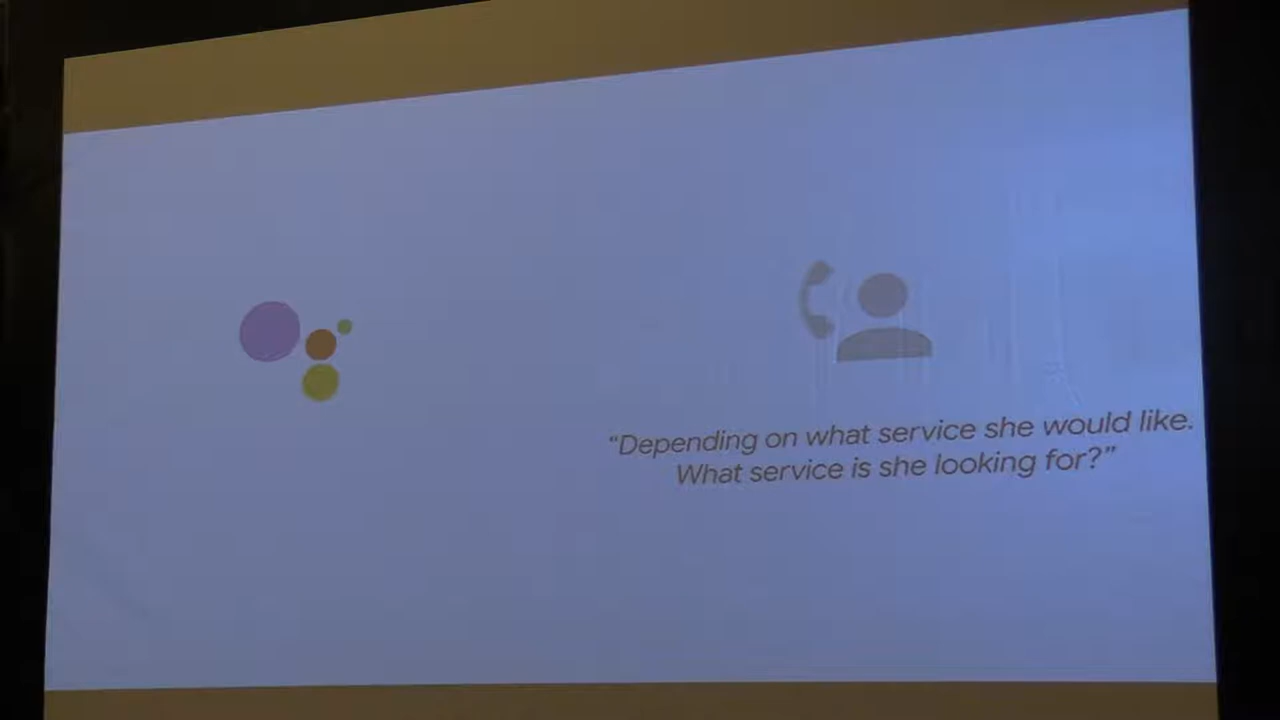 “Depending on what service she would like.
What service is she looking for?”